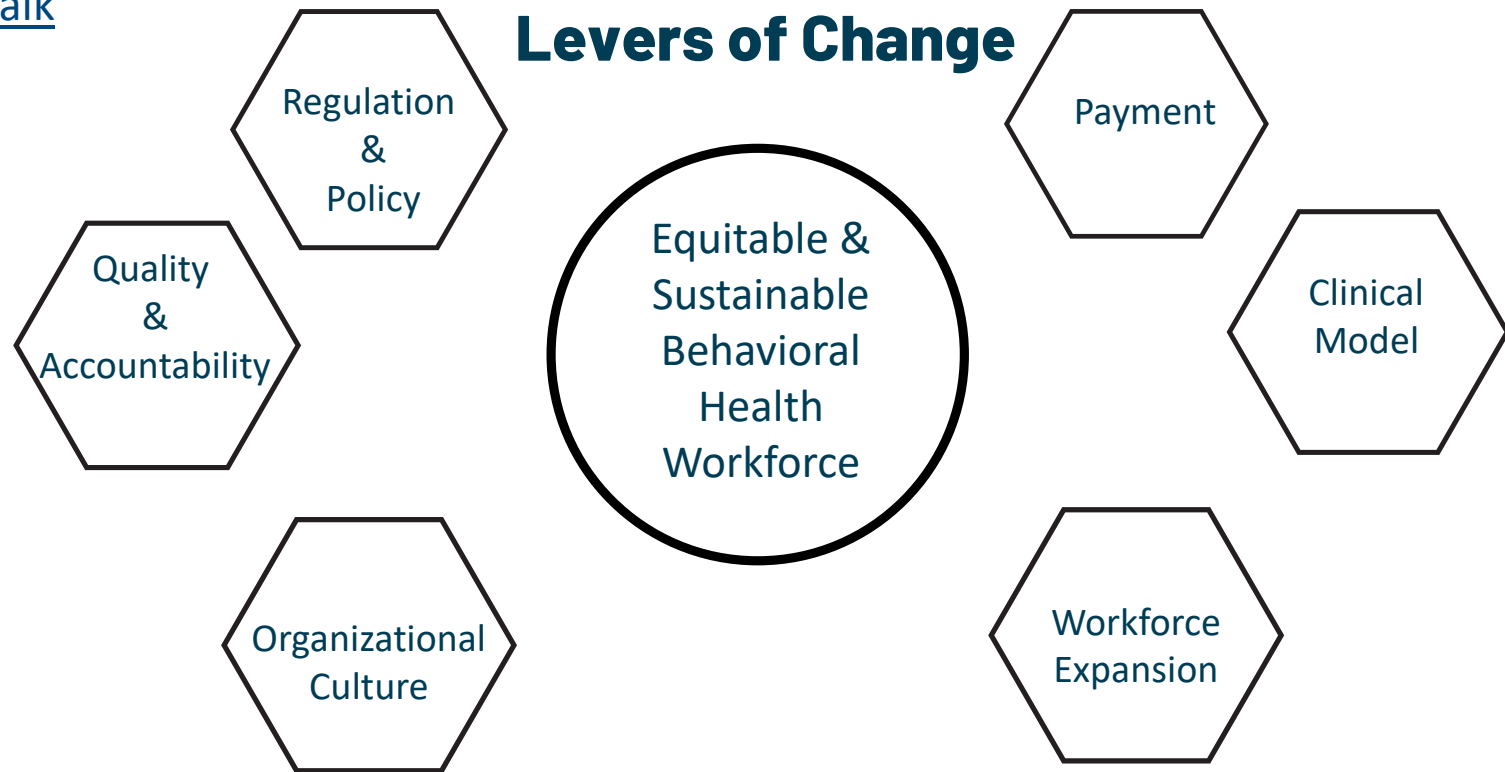 alk
Levers of Change
Regulation
&
Policy
Payment
Quality
&
Accountability
Equitable &
Sustainable
Behavioral
Health
Workforce
Clinical
Model
Organizational
Culture
Workforce
Expansion